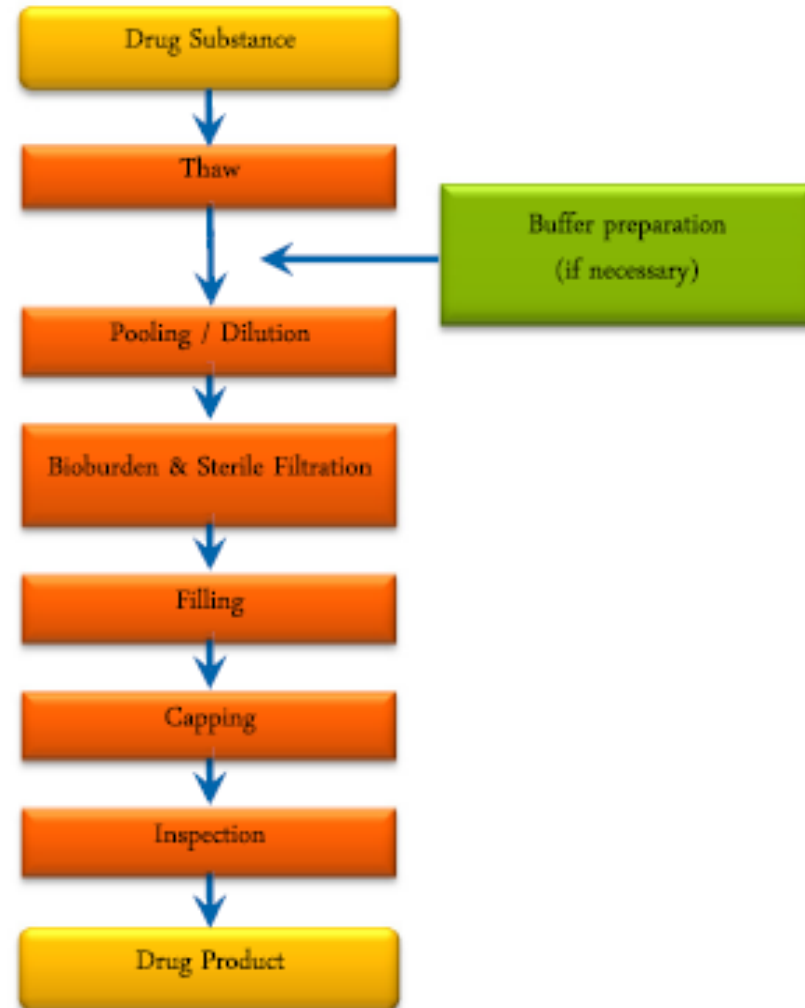 Drug Substance
Thaw
Buffer preparation
(if necessary)
Pooling / Dilution
Bioburden & Sterile Filtration
Filling
Capping
Inspection
Drug Product